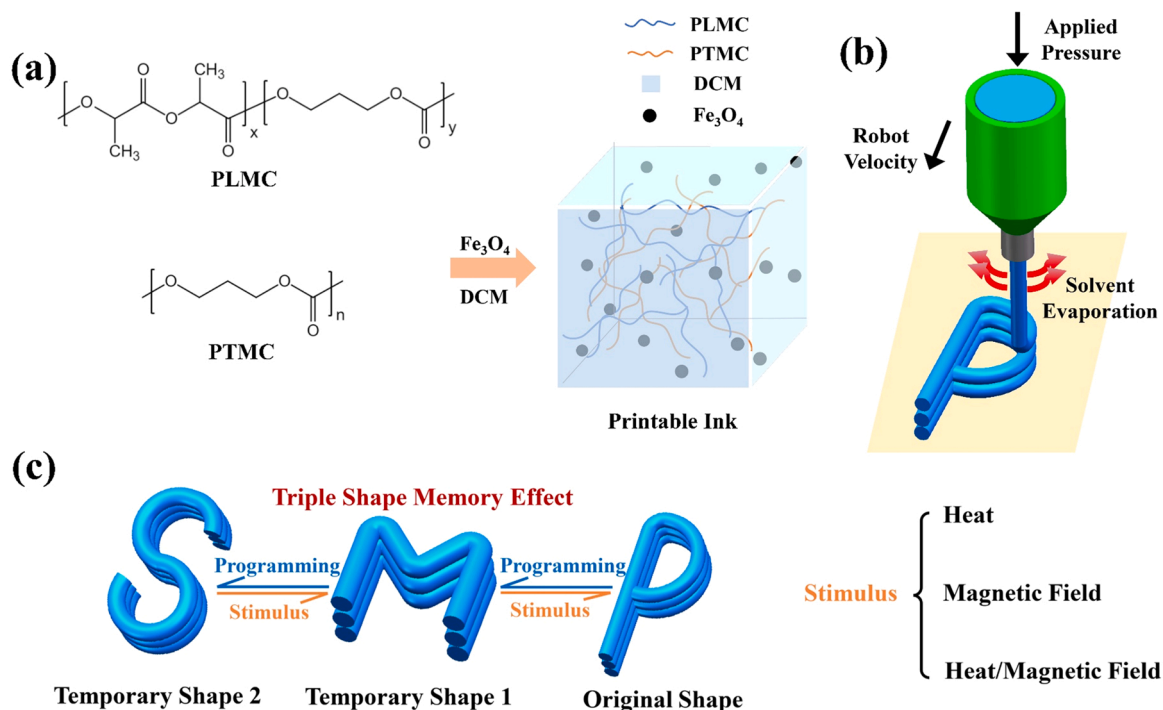 (a)
CH3
O
O
O
O
O
O
O
x
y
CH3
O
O
PLMC
O
O
O
n
PTMC
Fe3O4
DCM
PLMC
PTMC
DCM
Fe3O4
Printable Ink
(b)
Applied
Pressure
Robot
Velocity
Solvent
Evaporation
(c)
Triple Shape Memory Effect
Programming
Stimulus
Programming
Stimulus
Temporary Shape 2
Temporary Shape 1
Original Shape
Stimulus
Heat
Magnetic Field
Heat/Magnetic Field